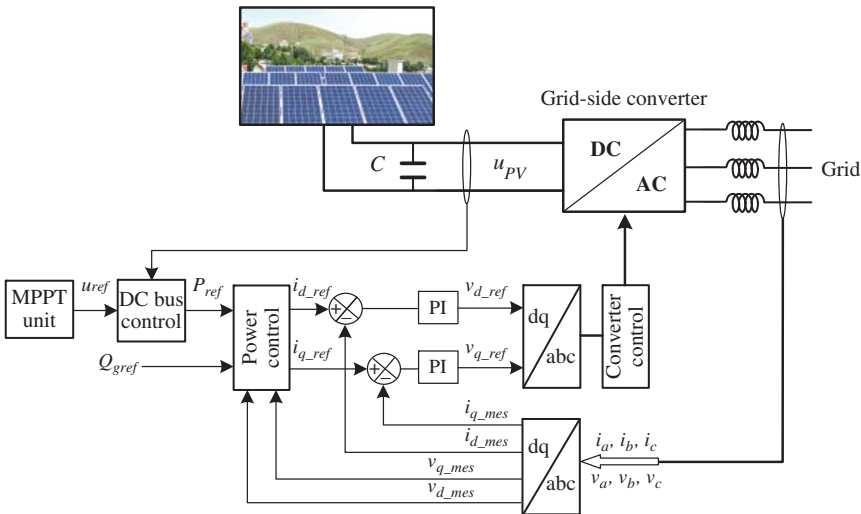 Grid-side converter
DC
AC
C
u_PV
Grid
MPPT
unit
u_ref
DC bus
control
P_ref
Q_gref
Power
control
i_d_ref
i_q_ref
+
−
+
−
PI
PI
v_d_ref
v_q_ref
dq
abc
Converter
control
i_q_mes
i_d_mes
v_q_mes
v_d_mes
dq
abc
i_a, i_b, i_c
v_a, v_b, v_c